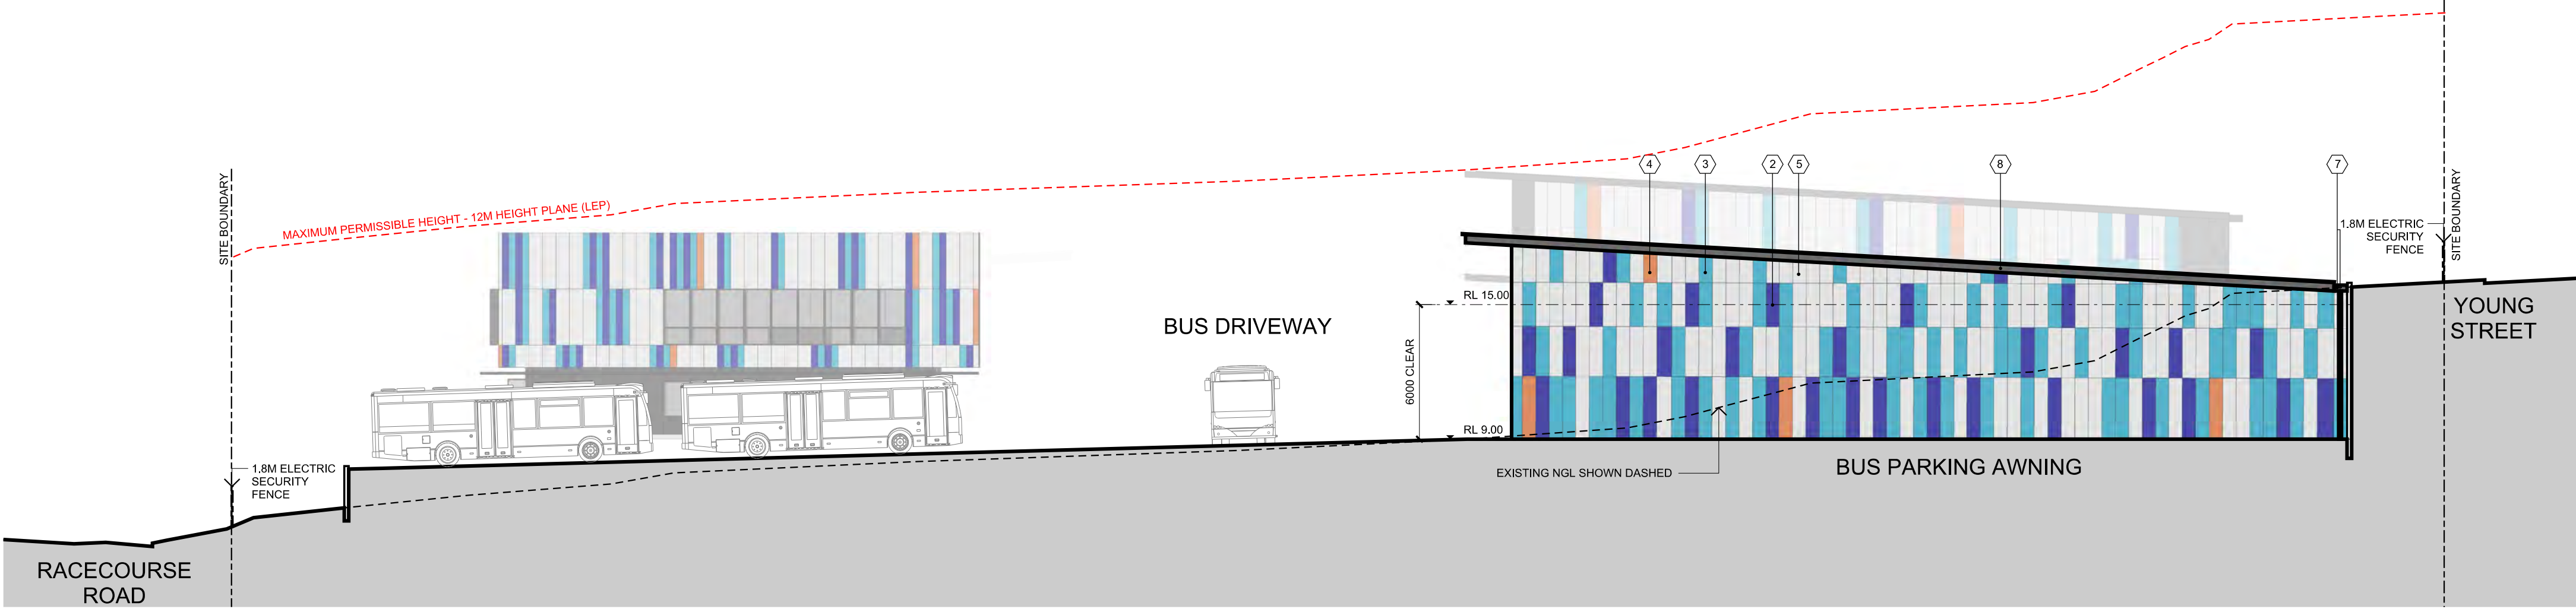 SITE BOUNDARY
MAXIMUM PERMISSIBLE HEIGHT - 12M HEIGHT PLANE (LEP)
4
3
2
5
8
7
1.8M ELECTRIC
SECURITY
FENCE
SITE BOUNDARY
RL 15.00
BUS DRIVEWAY
YOUNG
STREET
6000 CLEAR
RL 9.00
1.8M ELECTRIC
SECURITY
FENCE
EXISTING NGL SHOWN DASHED
BUS PARKING AWNING
RACECOURSE
ROAD